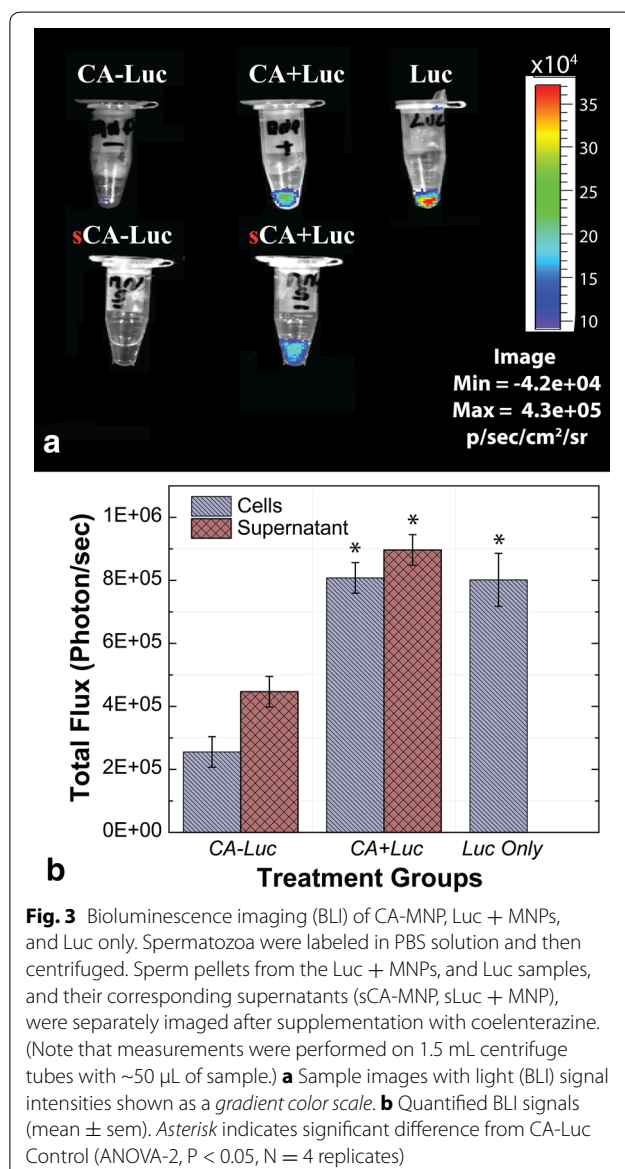 CA-Luc
CA+Luc
Luc
x10⁴
35
30
25
20
15
10
+
LUC
sCA-Luc
sCA+Luc
Image
Min = -4.2e+04
Max = 4.3e+05
p/sec/cm²/sr
a
1E+06
8E+05
6E+05
4E+05
2E+05
0E+00
Total Flux (Photon/sec)
Cells
Supernatant
*
*
*
CA-Luc
CA+Luc
Luc Only
Treatment Groups
b
Fig. 3 Bioluminescence imaging (BLI) of CA-MNP, Luc + MNPs,
and Luc only. Spermatozoa were labeled in PBS solution and then
centrifuged. Sperm pellets from the Luc + MNPs, and Luc samples,
and their corresponding supernatants (sCA-MNP, sLuc + MNP),
were separately imaged after supplementation with coelenterazine.
(Note that measurements were performed on 1.5 mL centrifuge
tubes with ~50 µL of sample.) a Sample images with light (BLI) signal
intensities shown as a gradient color scale. b Quantified BLI signals
(mean ± sem). Asterisk indicates significant difference from CA-Luc
Control (ANOVA-2, P < 0.05, N = 4 replicates)